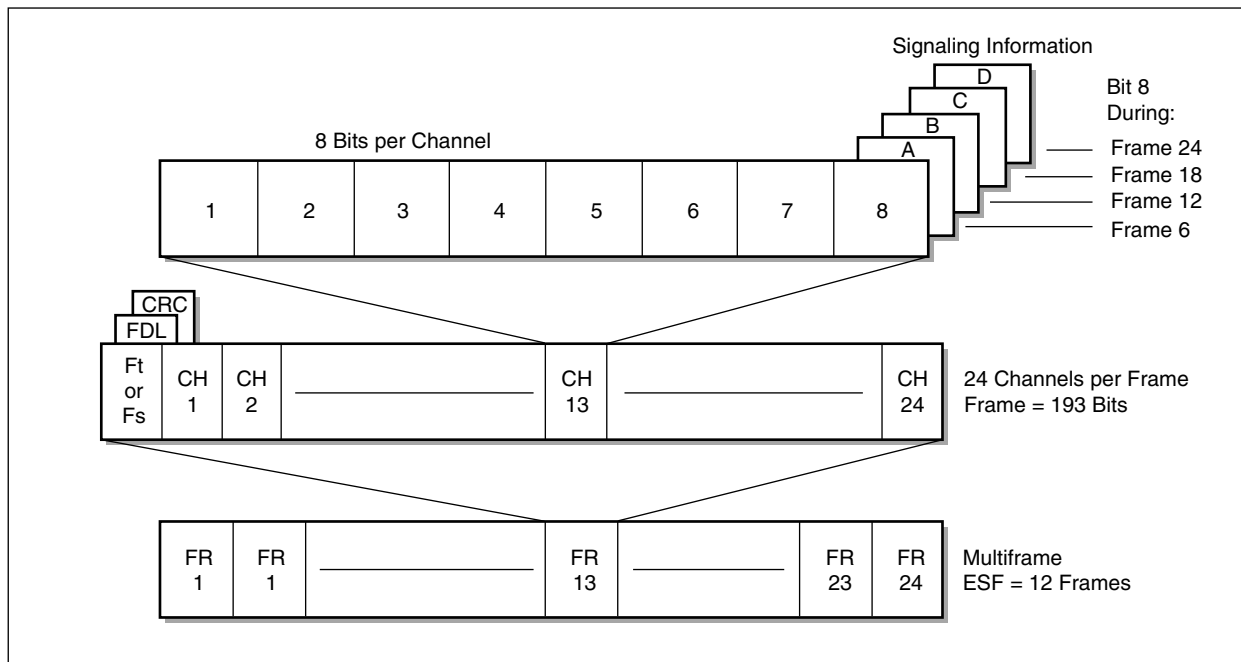 Signaling Information
D
C
B
A
Bit 8
During:
Frame 24
Frame 18
Frame 12
Frame 6
8 Bits per Channel
1
2
3
4
5
6
7
8
CRC
FDL
Ft
or
Fs
CH
1
CH
2
CH
13
CH
24
24 Channels per Frame
Frame = 193 Bits
FR
1
FR
1
FR
13
FR
23
FR
24
Multiframe
ESF = 12 Frames